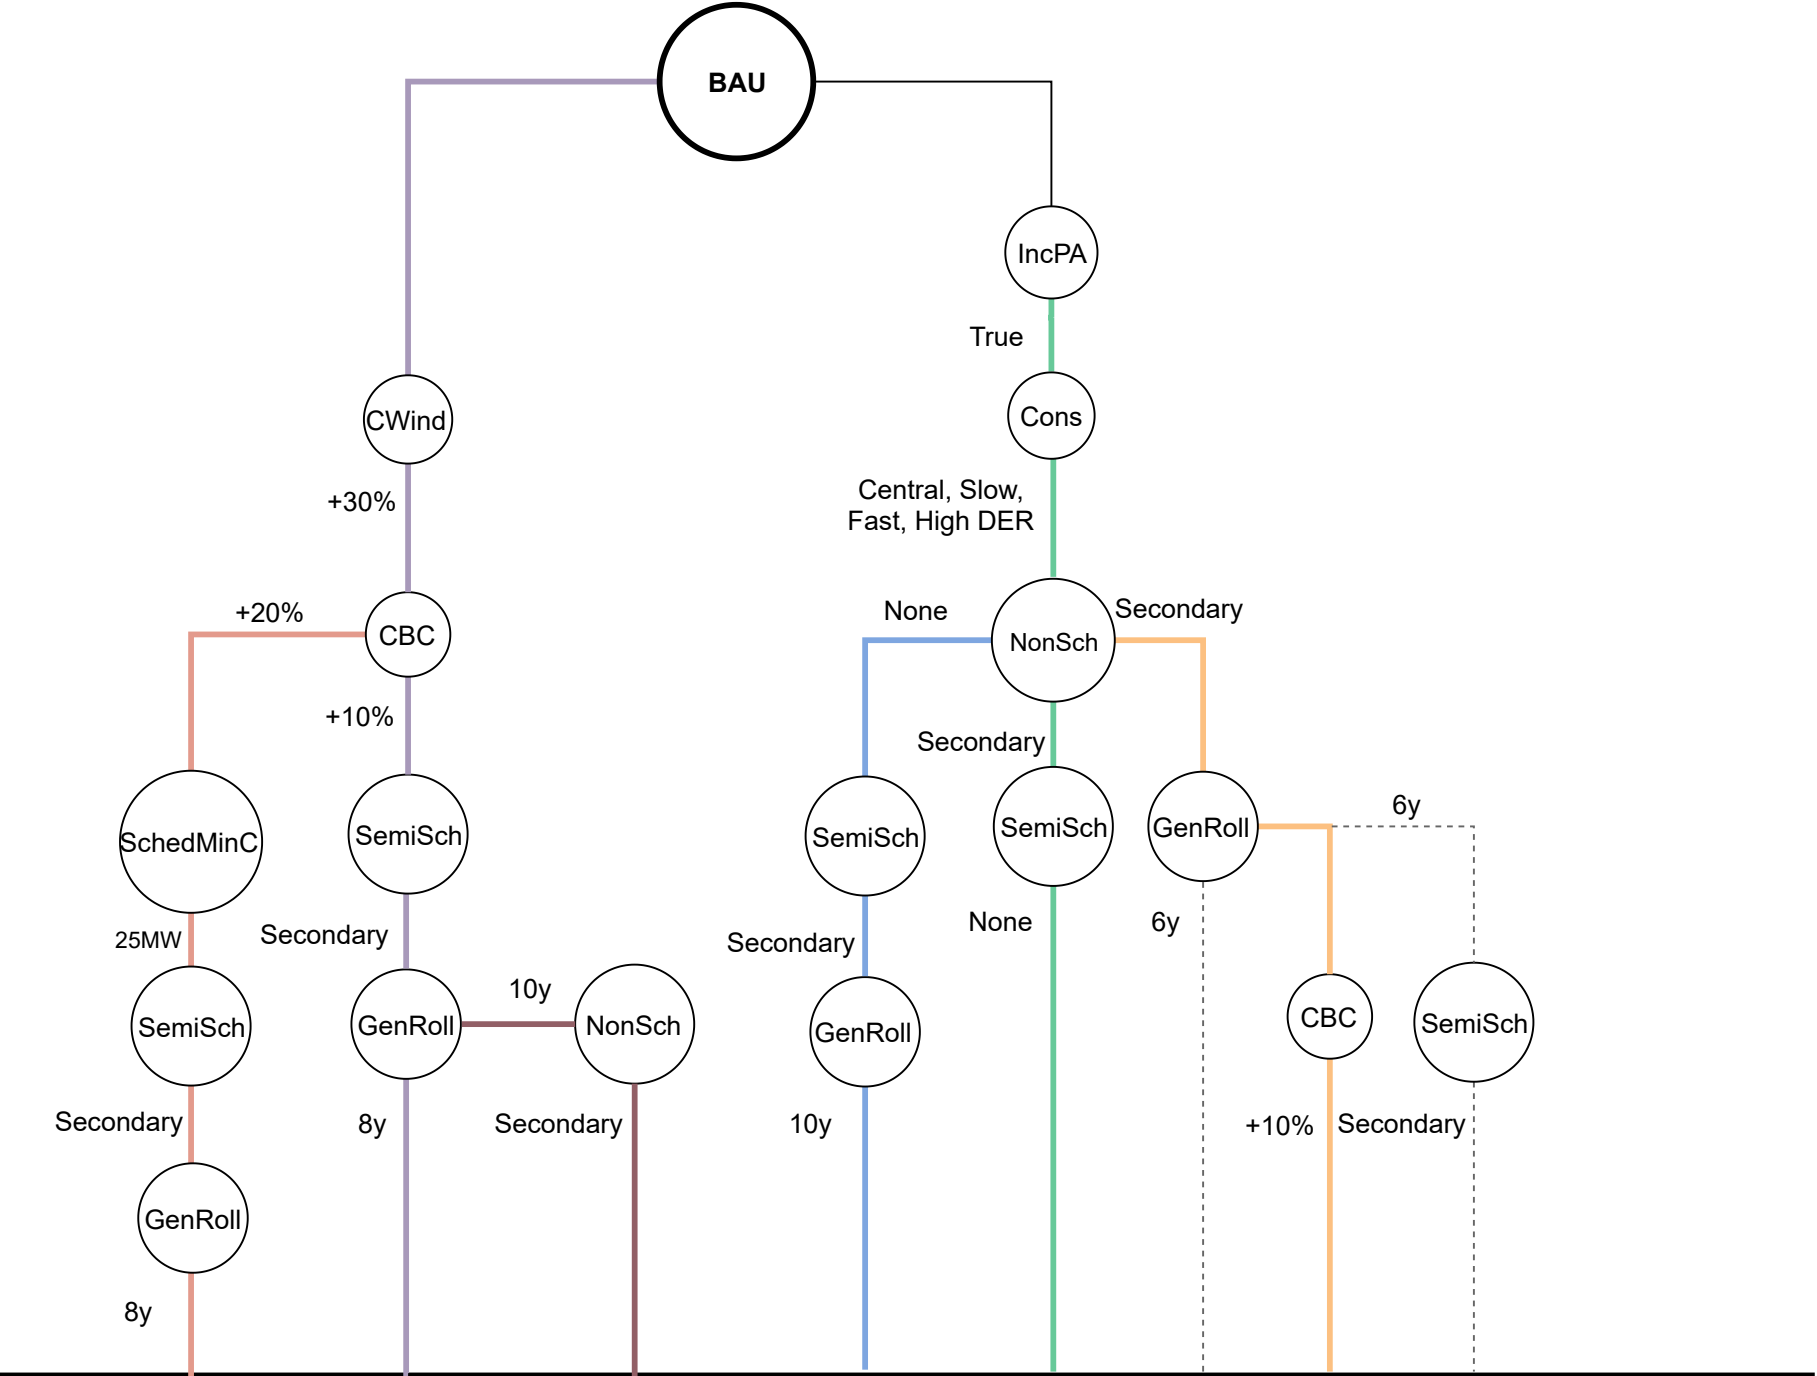 BAU
IncPA
True
CWind
Cons
+30%
Central, Slow,
Fast, High DER
+20%
CBC
None
NonSch
Secondary
+10%
Secondary
SchedMinC
SemiSch
SemiSch
SemiSch
GenRoll
6y
25MW
Secondary
Secondary
None
6y
SemiSch
GenRoll
10y
NonSch
GenRoll
CBC
SemiSch
Secondary
8y
Secondary
10y
+10%
Secondary
GenRoll
8y